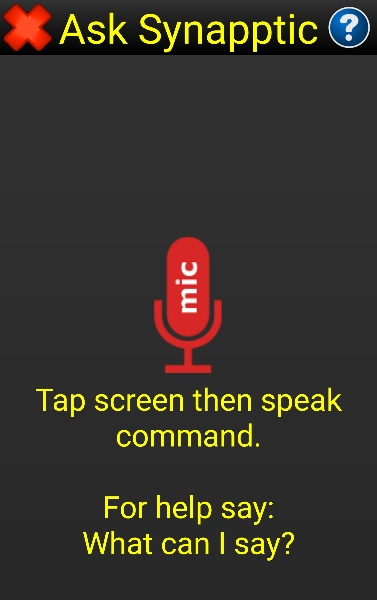 Ask Synapptic
?
mic
Tap screen then speak
command.
For help say:
What can I say?